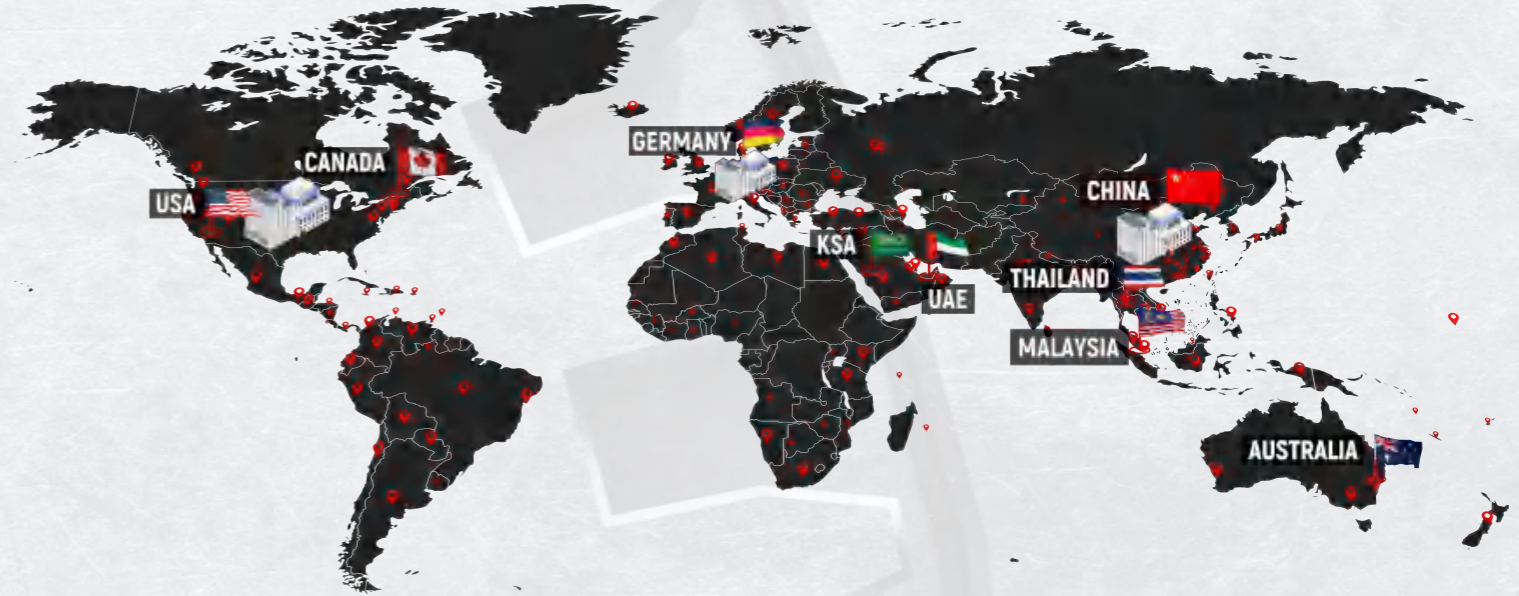 CANADA
USA
GERMANY
KSA
UAE
CHINA
THAILAND
MALAYSIA
AUSTRALIA